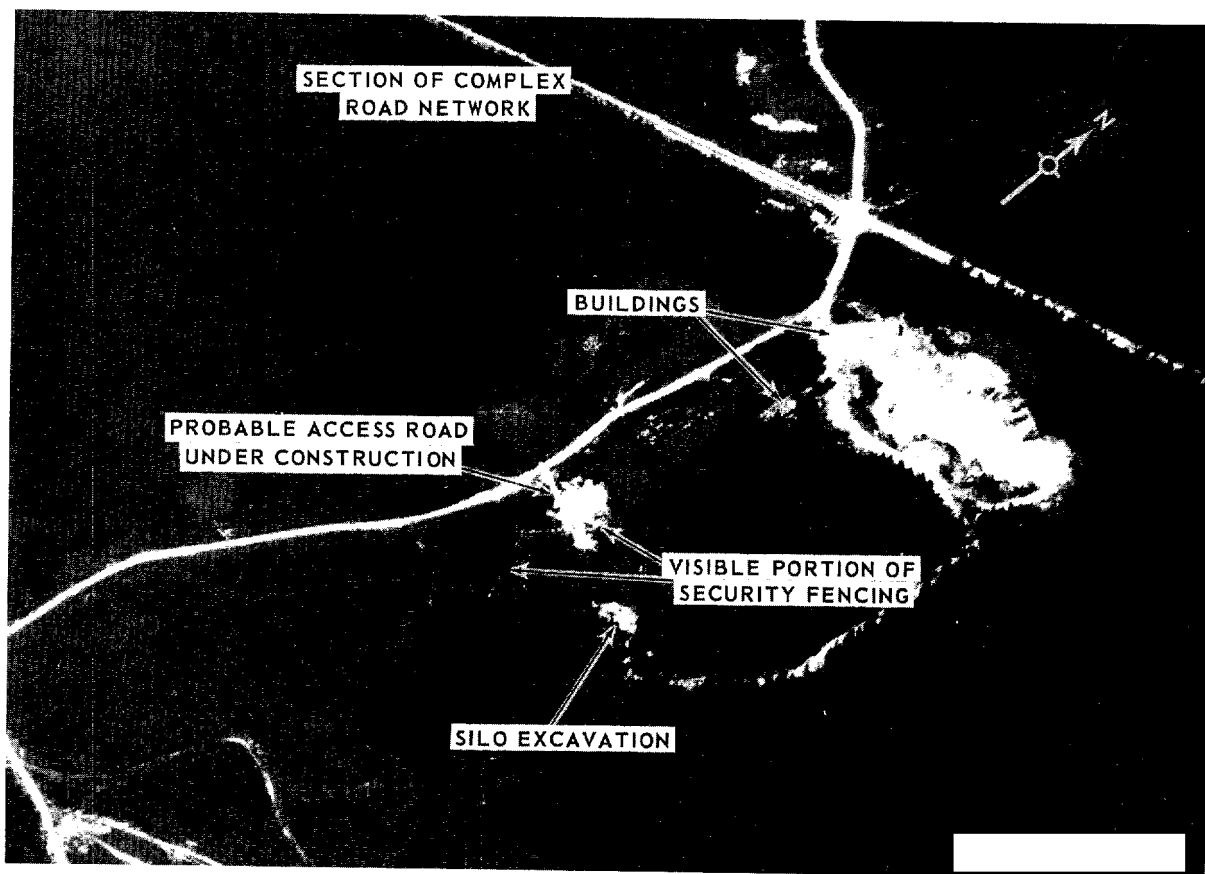 SECTION OF COMPLEX
ROAD NETWORK
N
BUILDINGS
PROBABLE ACCESS ROAD
UNDER CONSTRUCTION
VISIBLE PORTION OF
SECURITY FENCING
SILO EXCAVATION